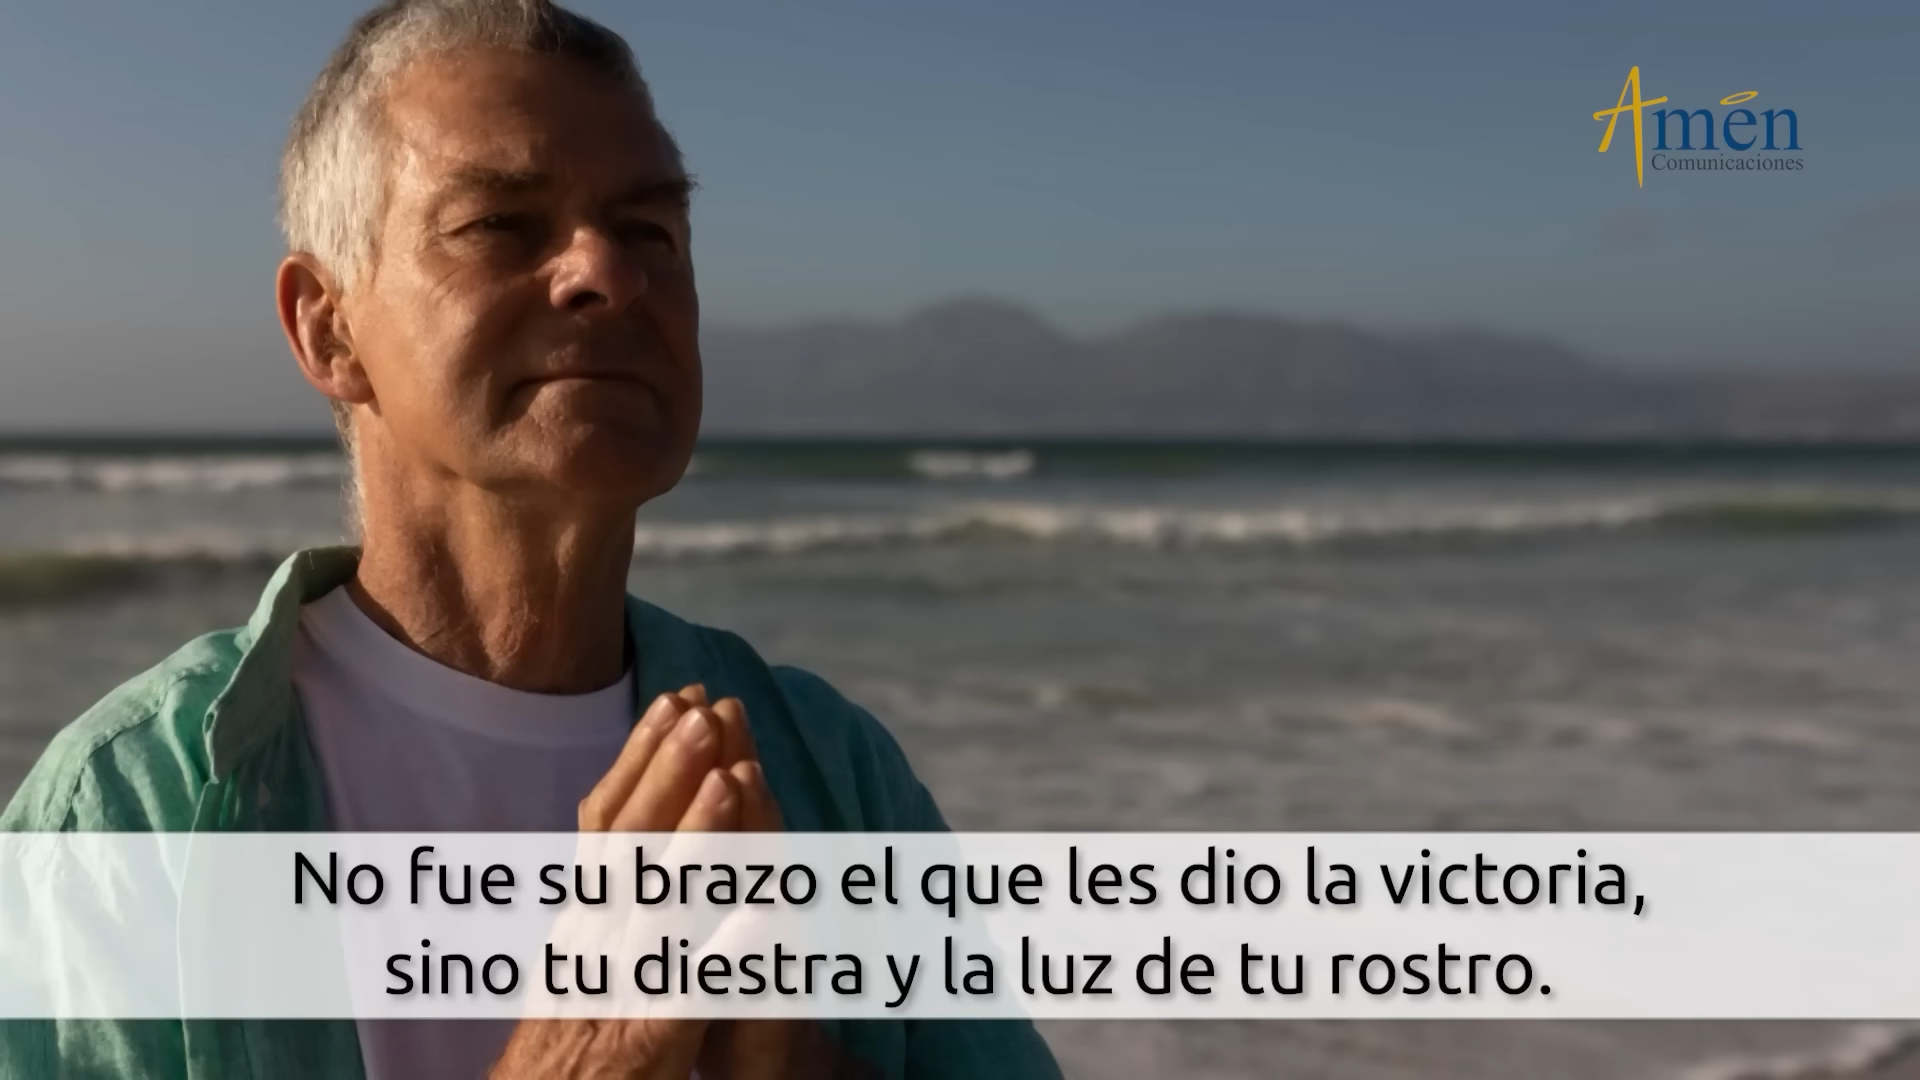 Amén
Comunicaciones
No fue su brazo el que les dio la victoria,
sino tu diestra y la luz de tu rostro.